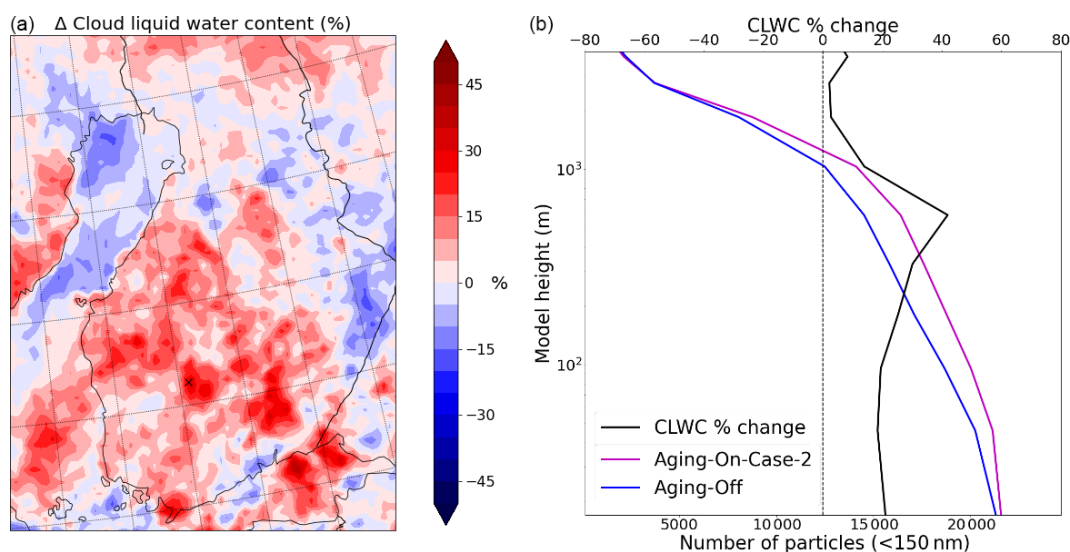 (a) Δ Cloud liquid water content (%)
45
30
15
0
%
−15
−30
−45
(b)
CLWC % change
−80 −60 −40 −20 0 20 40 60 80
Model height (m)
10³
10²
CLWC % change
Aging-On-Case-2
Aging-Off
5000 10000 15000 20000
Number of particles (<150 nm)
×